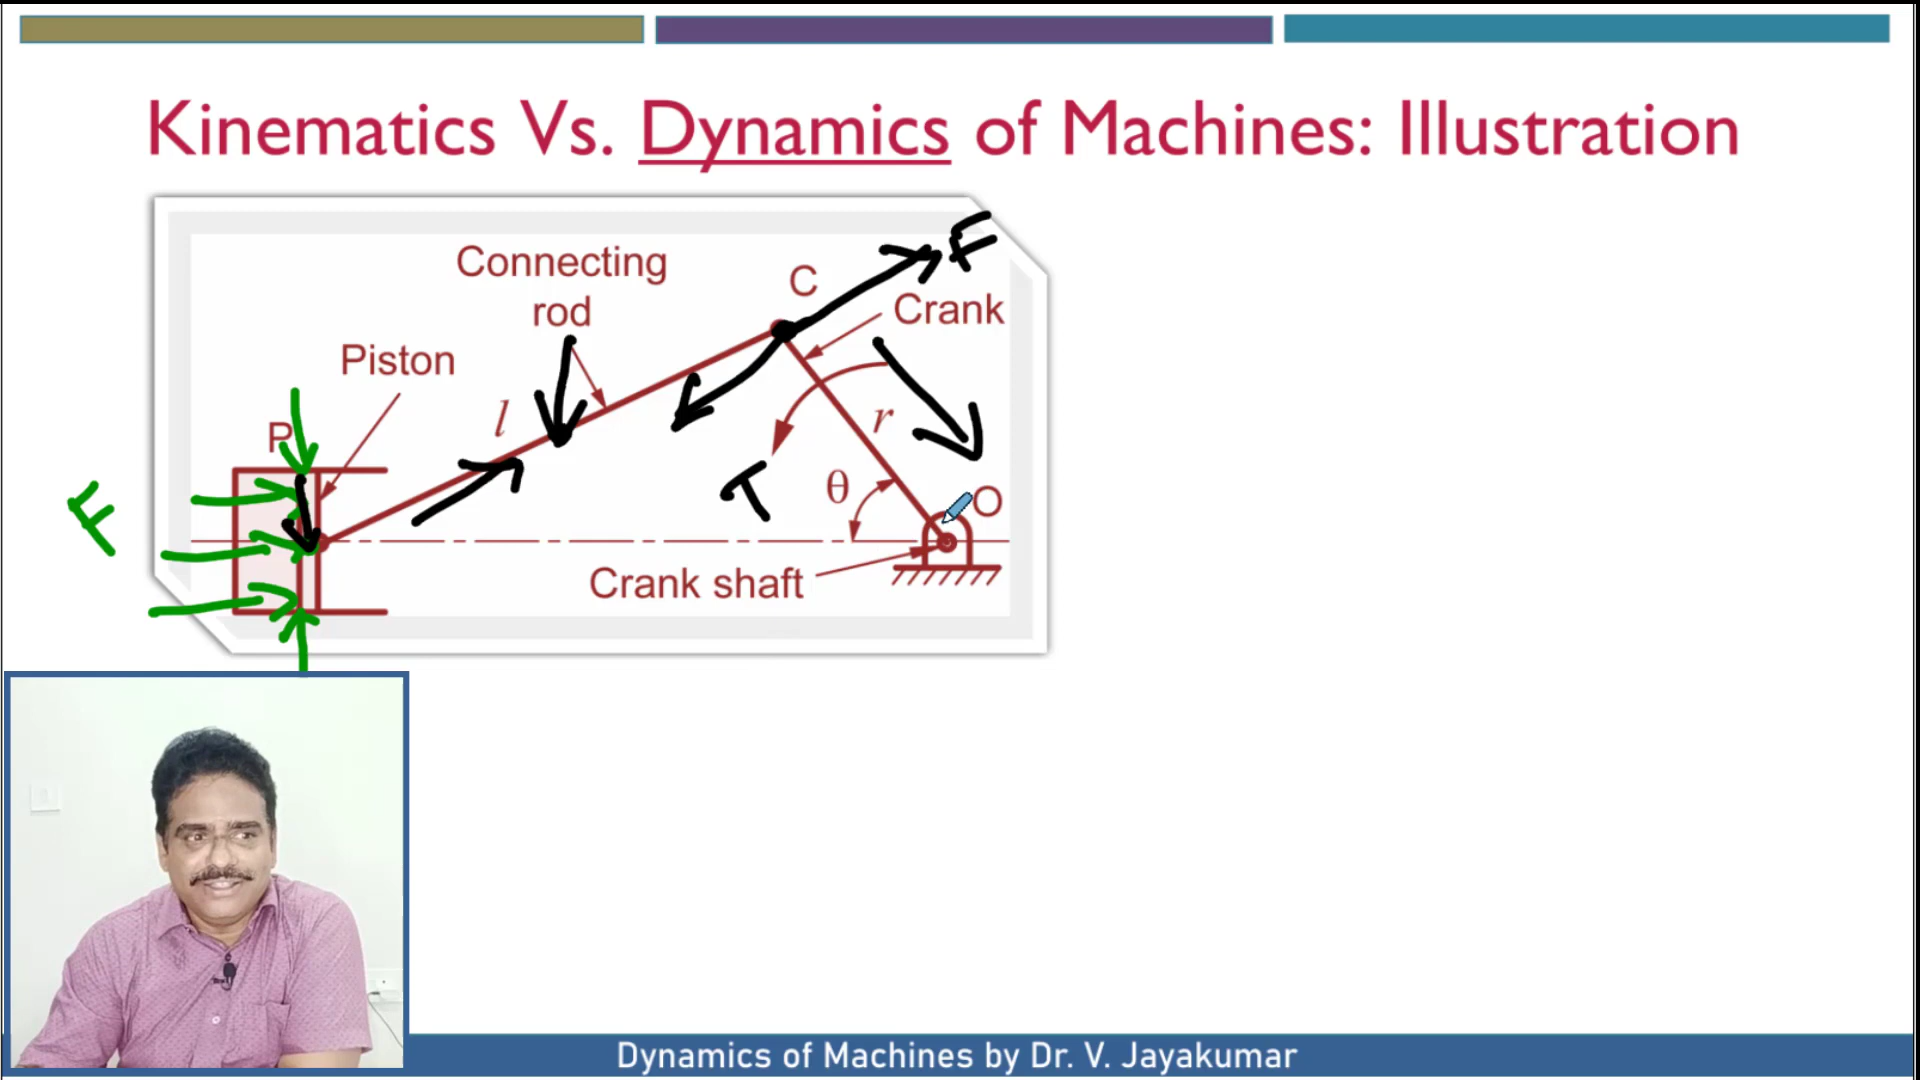 Kinematics Vs. Dynamics of Machines: Illustration
F
Connecting
rod
C
Crank
Piston
l
P
r
F
T
θ
O
Crank shaft
Dynamics of Machines by Dr. V. Jayakumar